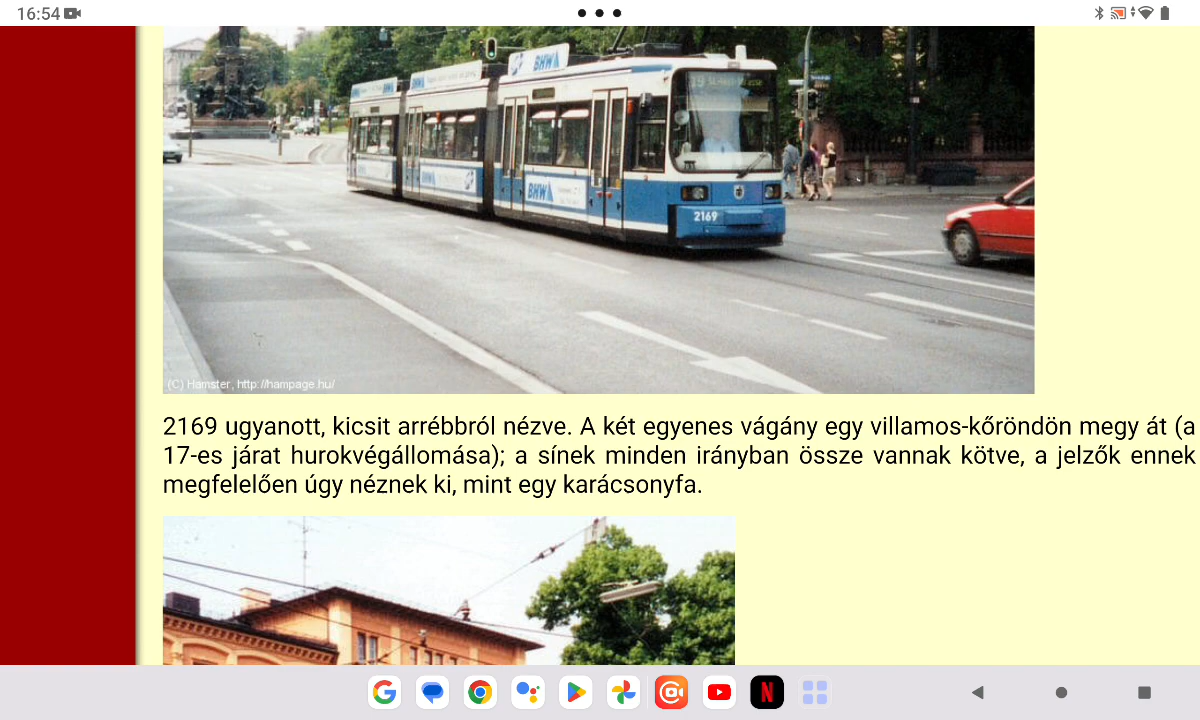 16:54
BHW
BHW
BHW
2169
(C) Hamster, http://hampage.hu/
2169 ugyanott, kicsit arrébbról nézve. A két egyenes vágány egy villamos-kőröndön megy át (a
17-es járat hurokvégállomása); a sínek minden irányban össze vannak kötve, a jelzők ennek
megfelelően úgy néznek ki, mint egy karácsonyfa.